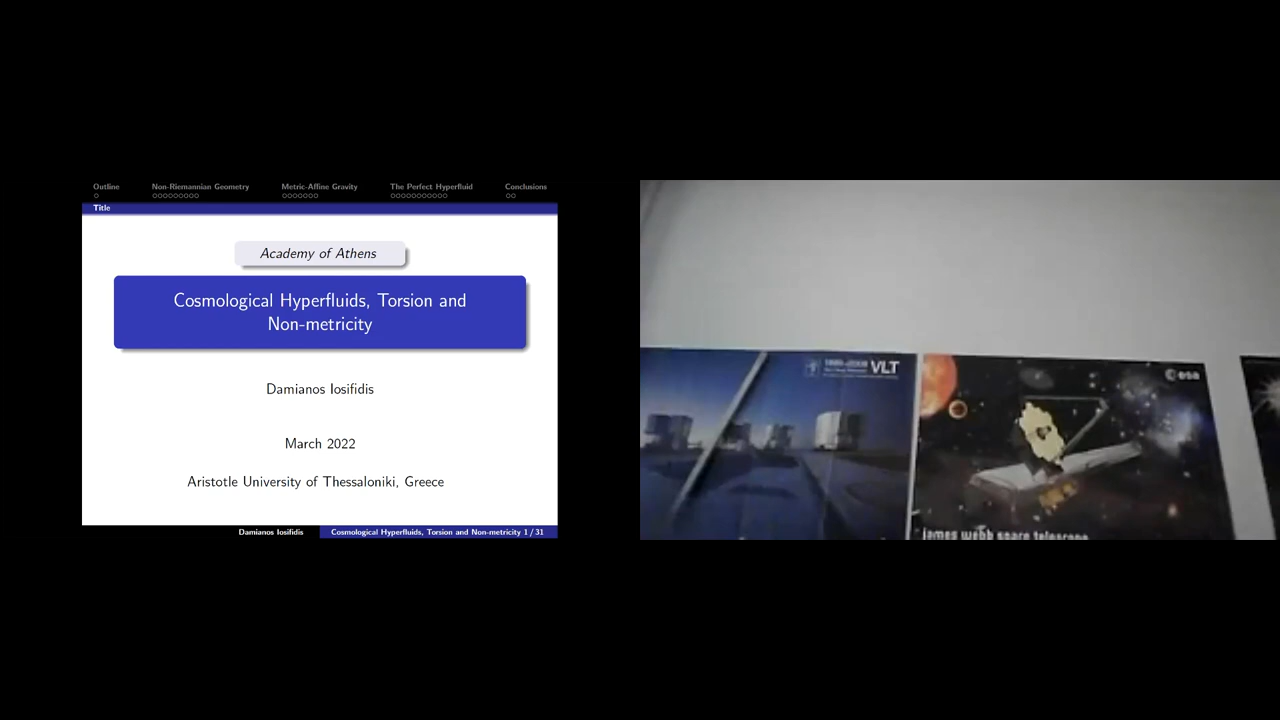 Outline
Non-Riemannian Geometry
Metric-Affine Gravity
The Perfect Hyperfluid
Conclusions
Title
Academy of Athens
Cosmological Hyperfluids, Torsion and
Non-metricity
Damianos Iosifidis
March 2022
Aristotle University of Thessaloniki, Greece
Damianos Iosifidis
Cosmological Hyperfluids, Torsion and Non-metricity 1 / 31
VLT
esa
james webb space telescope